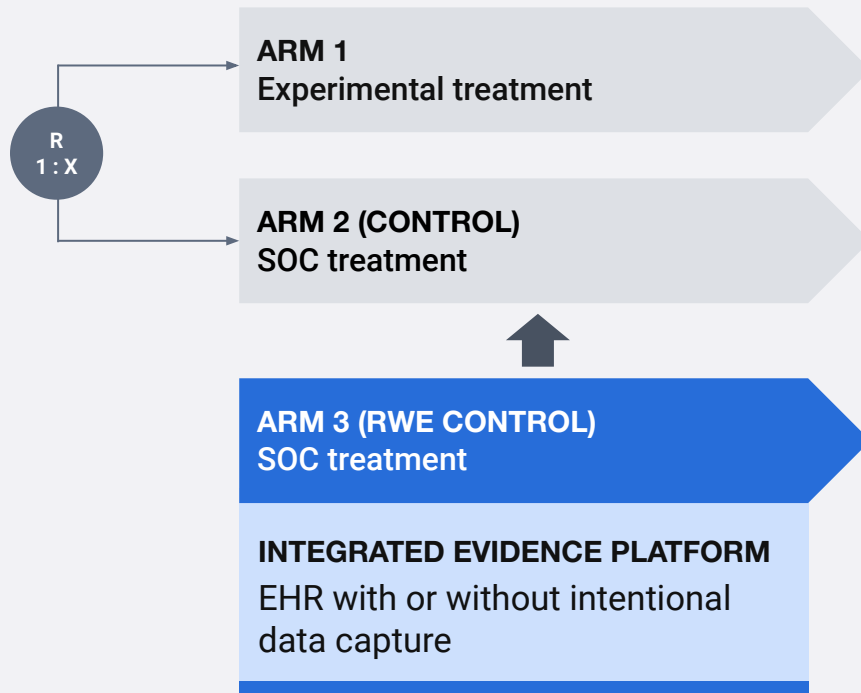 ARM 1
Experimental treatment
R
1 : X
ARM 2 (CONTROL)
SOC treatment
ARM 3 (RWE CONTROL)
SOC treatment
INTEGRATED EVIDENCE PLATFORM
EHR with or without intentional
data capture